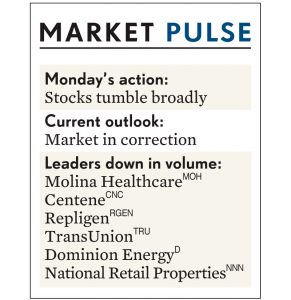 MARKET PULSE
Monday's action:
Stocks tumble broadly
Current outlook:
Market in correction
Leaders down in volume:
Molina Healthcare MOH
Centene CNC
Repligen RGEN
TransUnion TRU
Dominion Energy D
National Retail Properties NNN